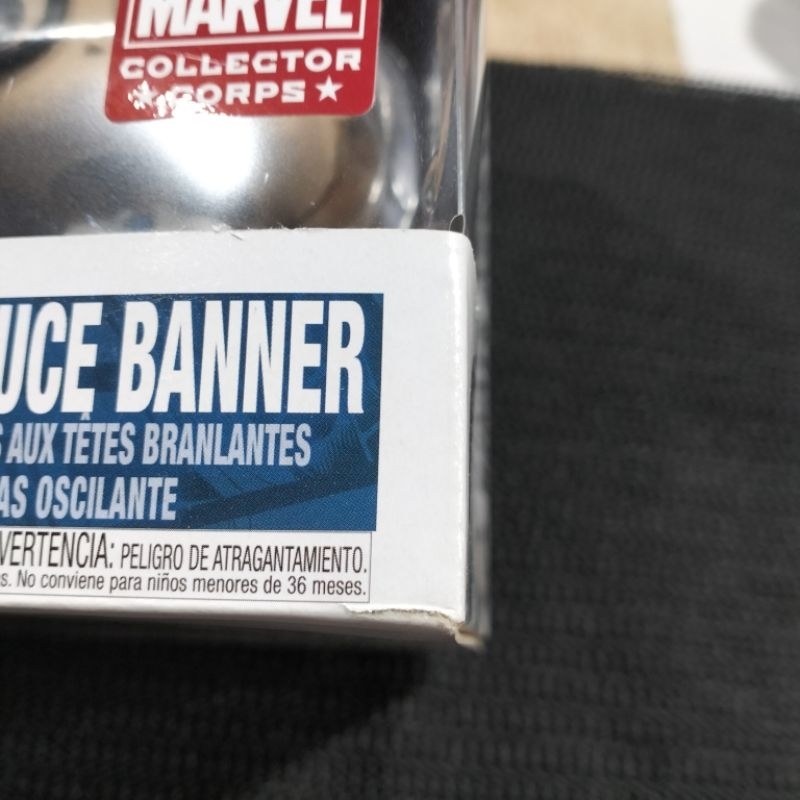 MARVEL
COLLECTOR
★ CORPS ★
UCE BANNER
S AUX TÊTES BRANLANTES
AS OSCILANTE
VERTENCIA: PELIGRO DE ATRAGANTAMIENTO.
s. No conviene para niños menores de 36 meses.